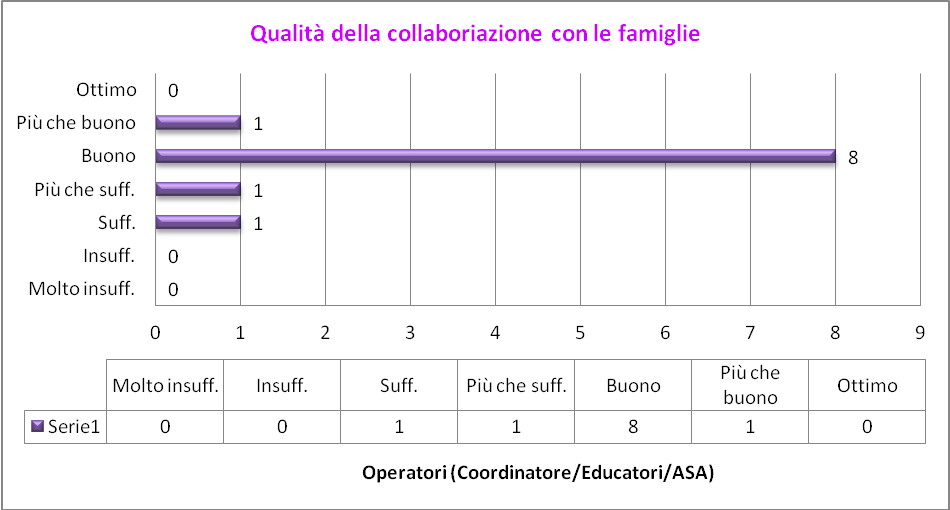 Qualità della collaboriazione con le famiglie
Ottimo 0
Più che buono 1
Buono 8
Più che suff. 1
Suff. 1
Insuff. 0
Molto insuff. 0
0 1 2 3 4 5 6 7 8 9
Molto insuff. Insuff. Suff. Più che suff. Buono Più che buono Ottimo
Serie1 0 0 1 1 8 1 0
Operatori (Coordinatore/Educatori/ASA)